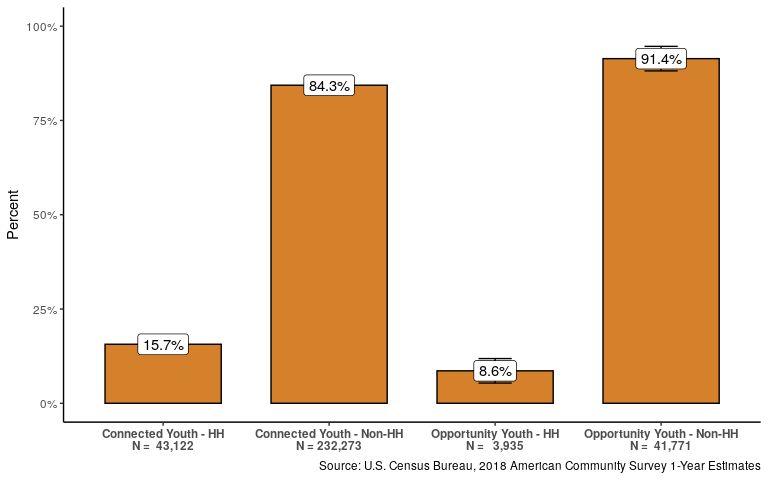 100%
91.4%
84.3%
75%
Percent
50%
25%
15.7%
8.6%
0%
Connected Youth - HH
N =  43,122
Connected Youth - Non-HH
N = 232,273
Opportunity Youth - HH
N =   3,935
Opportunity Youth - Non-HH
N =  41,771
Source: U.S. Census Bureau, 2018 American Community Survey 1-Year Estimates